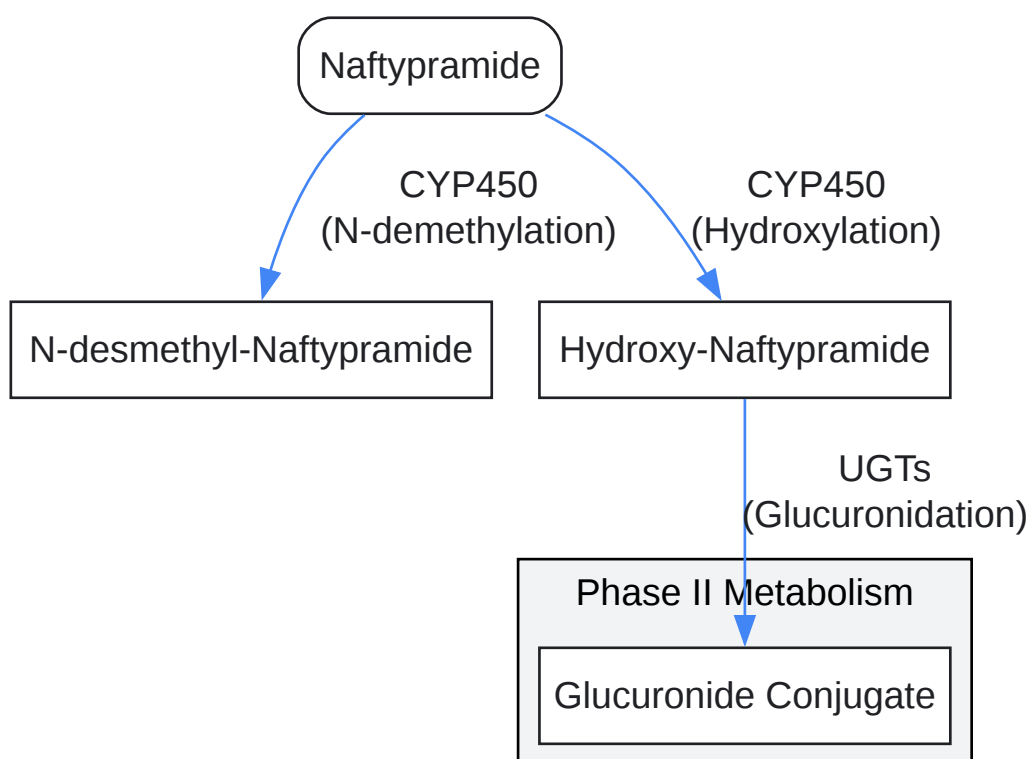 Naftypramide
CYP450
(N-demethylation)
CYP450
(Hydroxylation)
N-desmethyl-Naftypramide
Hydroxy-Naftypramide
UGTs
(Glucuronidation)
Phase II Metabolism
Glucuronide Conjugate